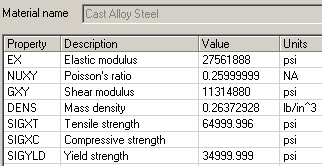 Material name Cast Alloy Steel
Property Description Value Units
EX Elastic modulus 27561888 psi
NUXY Poisson's ratio 0.25999999 NA
GXY Shear modulus 11314880 psi
DENS Mass density 0.26372928 lb/in^3
SIGXT Tensile strength 64999.996 psi
SIGXC Compressive strength psi
SIGYLD Yield strength 34999.999 psi